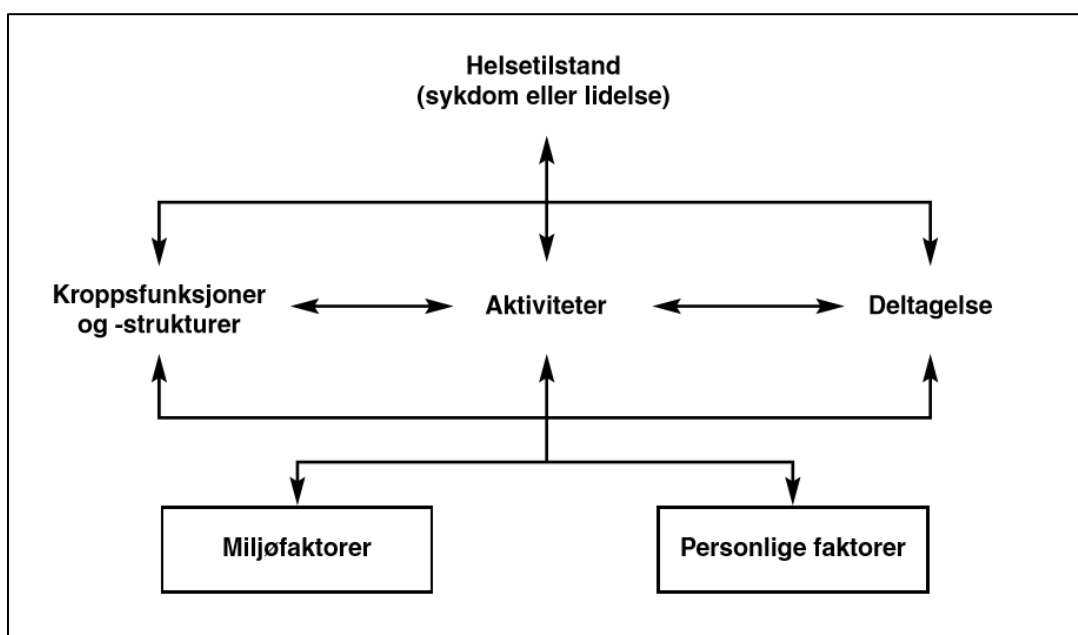 Helsetilstand
(sykdom eller lidelse)
Kroppsfunksjoner
og -strukturer
Aktiviteter
Deltagelse
Miljøfaktorer
Personlige faktorer